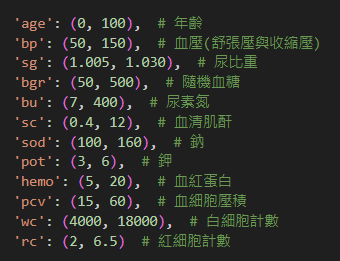 'age': (0, 100),  # 年齡
'bp': (50, 150),  # 血壓(舒張壓與收縮壓)
'sg': (1.005, 1.030),  # 尿比重
'bgr': (50, 500),  # 隨機血糖
'bu': (7, 400),  # 尿素氮
'sc': (0.4, 12),  # 血清肌酐
'sod': (100, 160),  # 鈉
'pot': (3, 6),  # 鉀
'hemo': (5, 20),  # 血紅蛋白
'pcv': (15, 60),  # 血細胞壓積
'wc': (4000, 18000),  # 白細胞計數
'rc': (2, 6.5)  # 紅細胞計數